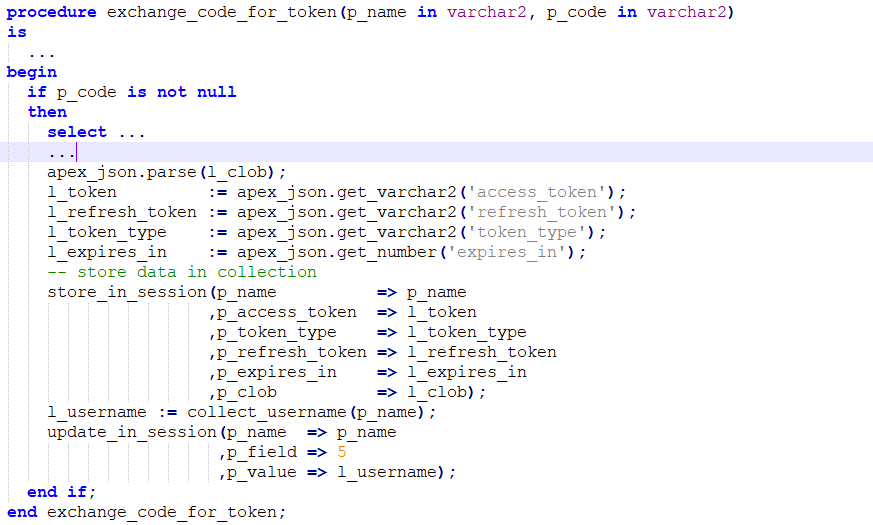 procedure exchange_code_for_token(p_name in varchar2, p_code in varchar2)
is
  ...
begin
  if p_code is not null
  then
    select ...
    ...
    apex_json.parse(l_clob);
    l_token         := apex_json.get_varchar2('access_token');
    l_refresh_token := apex_json.get_varchar2('refresh_token');
    l_token_type    := apex_json.get_varchar2('token_type');
    l_expires_in    := apex_json.get_number('expires_in');
    -- store data in collection
    store_in_session(p_name          => p_name
                    ,p_access_token  => l_token
                    ,p_token_type    => l_token_type
                    ,p_refresh_token => l_refresh_token
                    ,p_expires_in    => l_expires_in
                    ,p_clob          => l_clob);
    l_username := collect_username(p_name);
    update_in_session(p_name  => p_name
                     ,p_field => 5
                     ,p_value => l_username);
  end if;
end exchange_code_for_token;